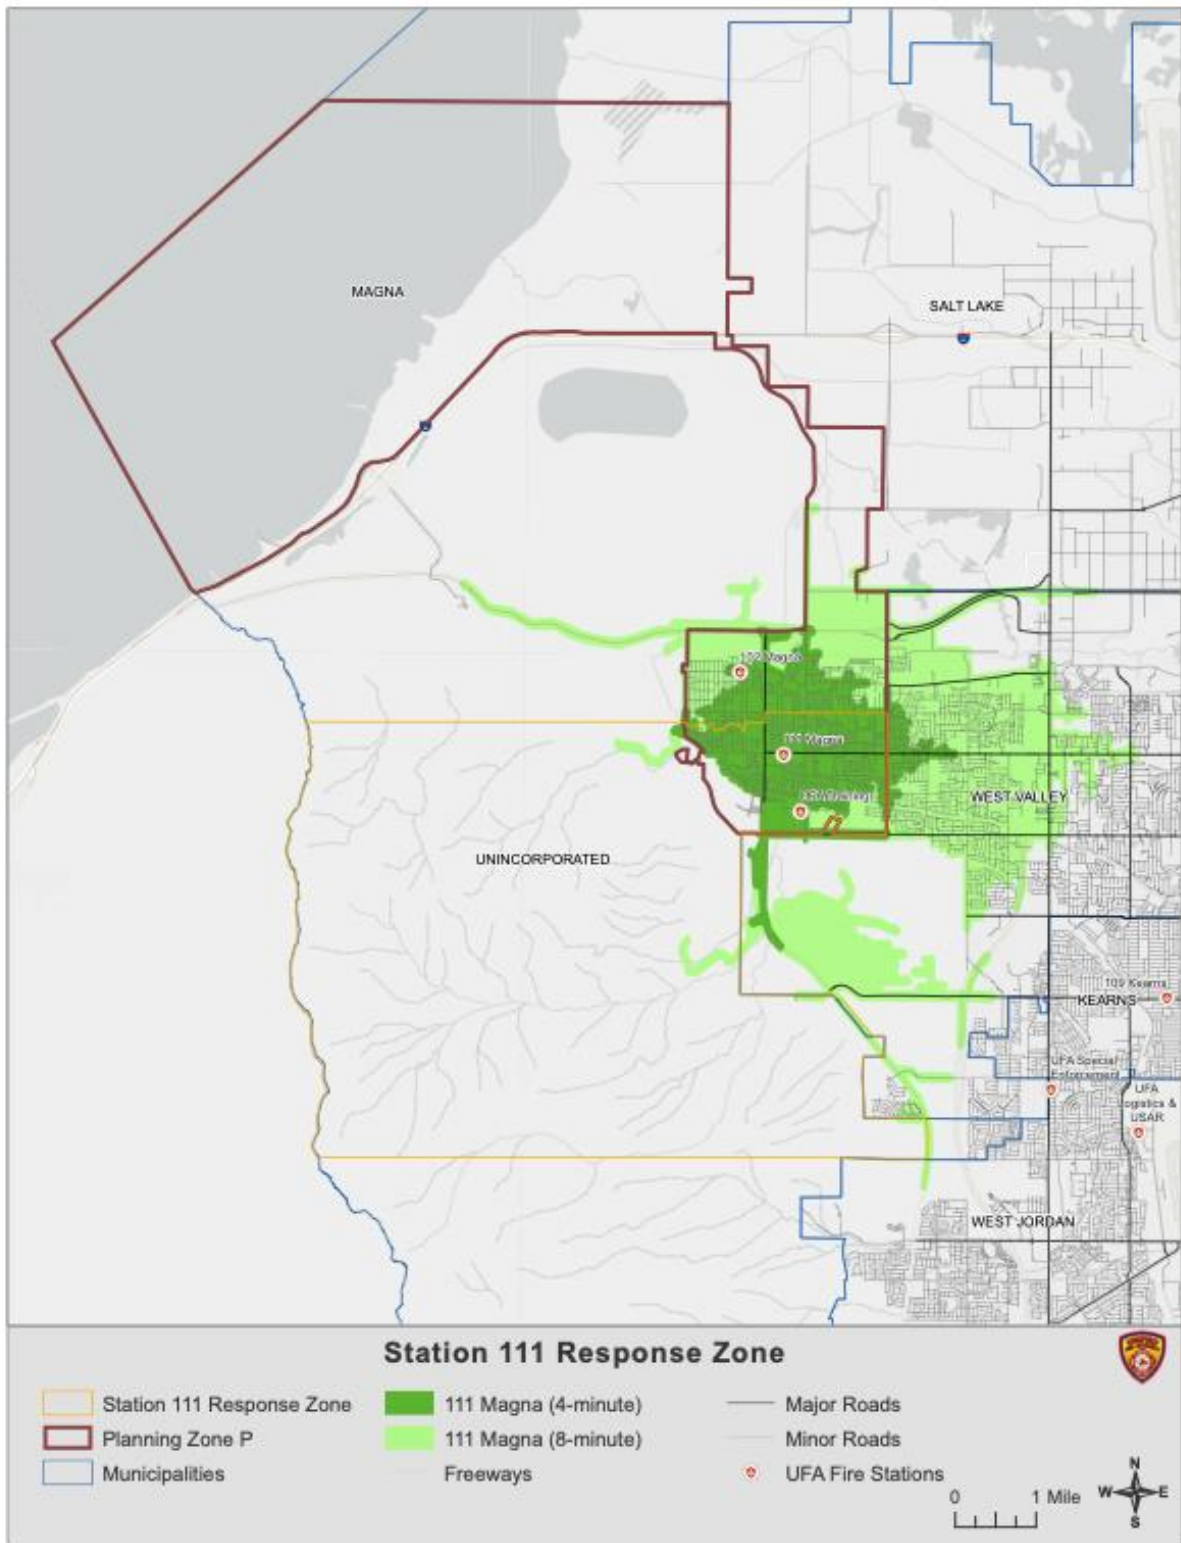 MAGNA
SALT LAKE
102 Magna
111 Magna
WEST VALLEY
UNINCORPORATED
109 Kearns
KEARNS
UFA Special
Enforcement
UFA
Logistics &
USAR
WEST JORDAN
Station 111 Response Zone
Station 111 Response Zone
111 Magna (4-minute)
Major Roads
Planning Zone P
111 Magna (8-minute)
Minor Roads
Municipalities
Freeways
UFA Fire Stations
0 1 Mile
N
W E
S